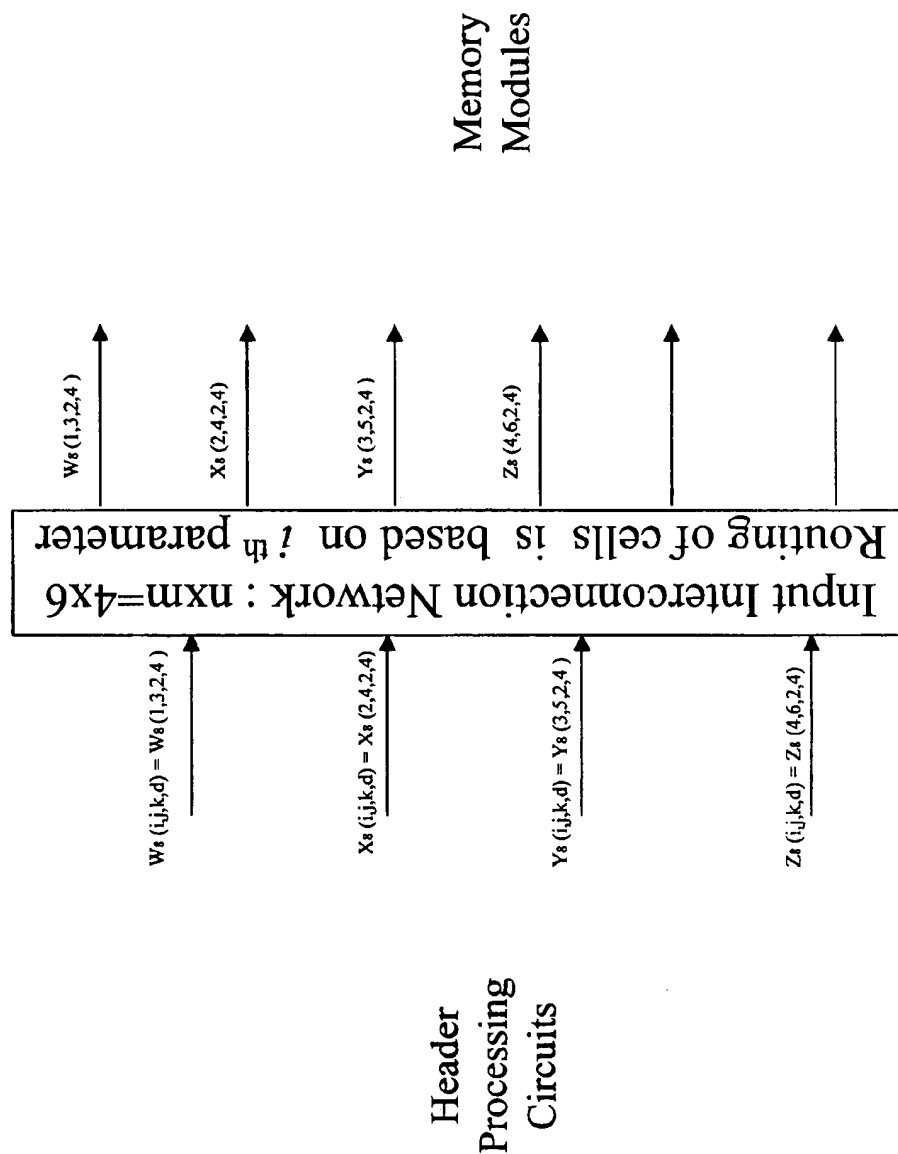 Header
Processing
Circuits
W8 (i,j,k,d) = W8 (1,3,2,4 )
X8 (i,j,k,d) = X8 (2,4,2,4)
Y8 (i,j,k,d) = Y8 (3,5,2,4 )
Z8 (i,j,k,d) = Z8 (4,6,2,4)
Input Interconnection Network : nxm=4x6
Routing of cells is based on i th parameter
W8 (1,3,2,4 )
X8 (2,4,2,4)
Y8 (3,5,2,4 )
Z8 (4,6,2,4)
Memory
Modules